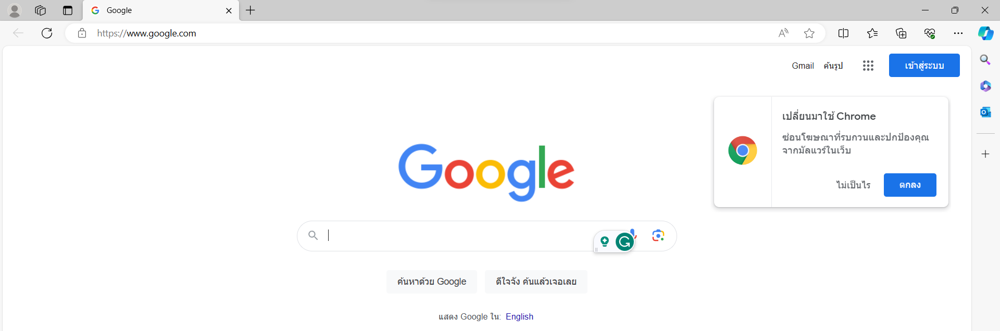 Google
https://www.google.com
Gmail ค้นรูป เข้าสู่ระบบ
เปลี่ยนมาใช้ Chrome
ซ่อนโฆษณาที่รบกวนและปกป้องคุณ
จากมัลแวร์ในเว็บ
ไม่เป็นไร ตกลง
Google
ค้นหาด้วย Google ดีใจจัง ค้นแล้วเจอเลย
แสดง Google ใน: English